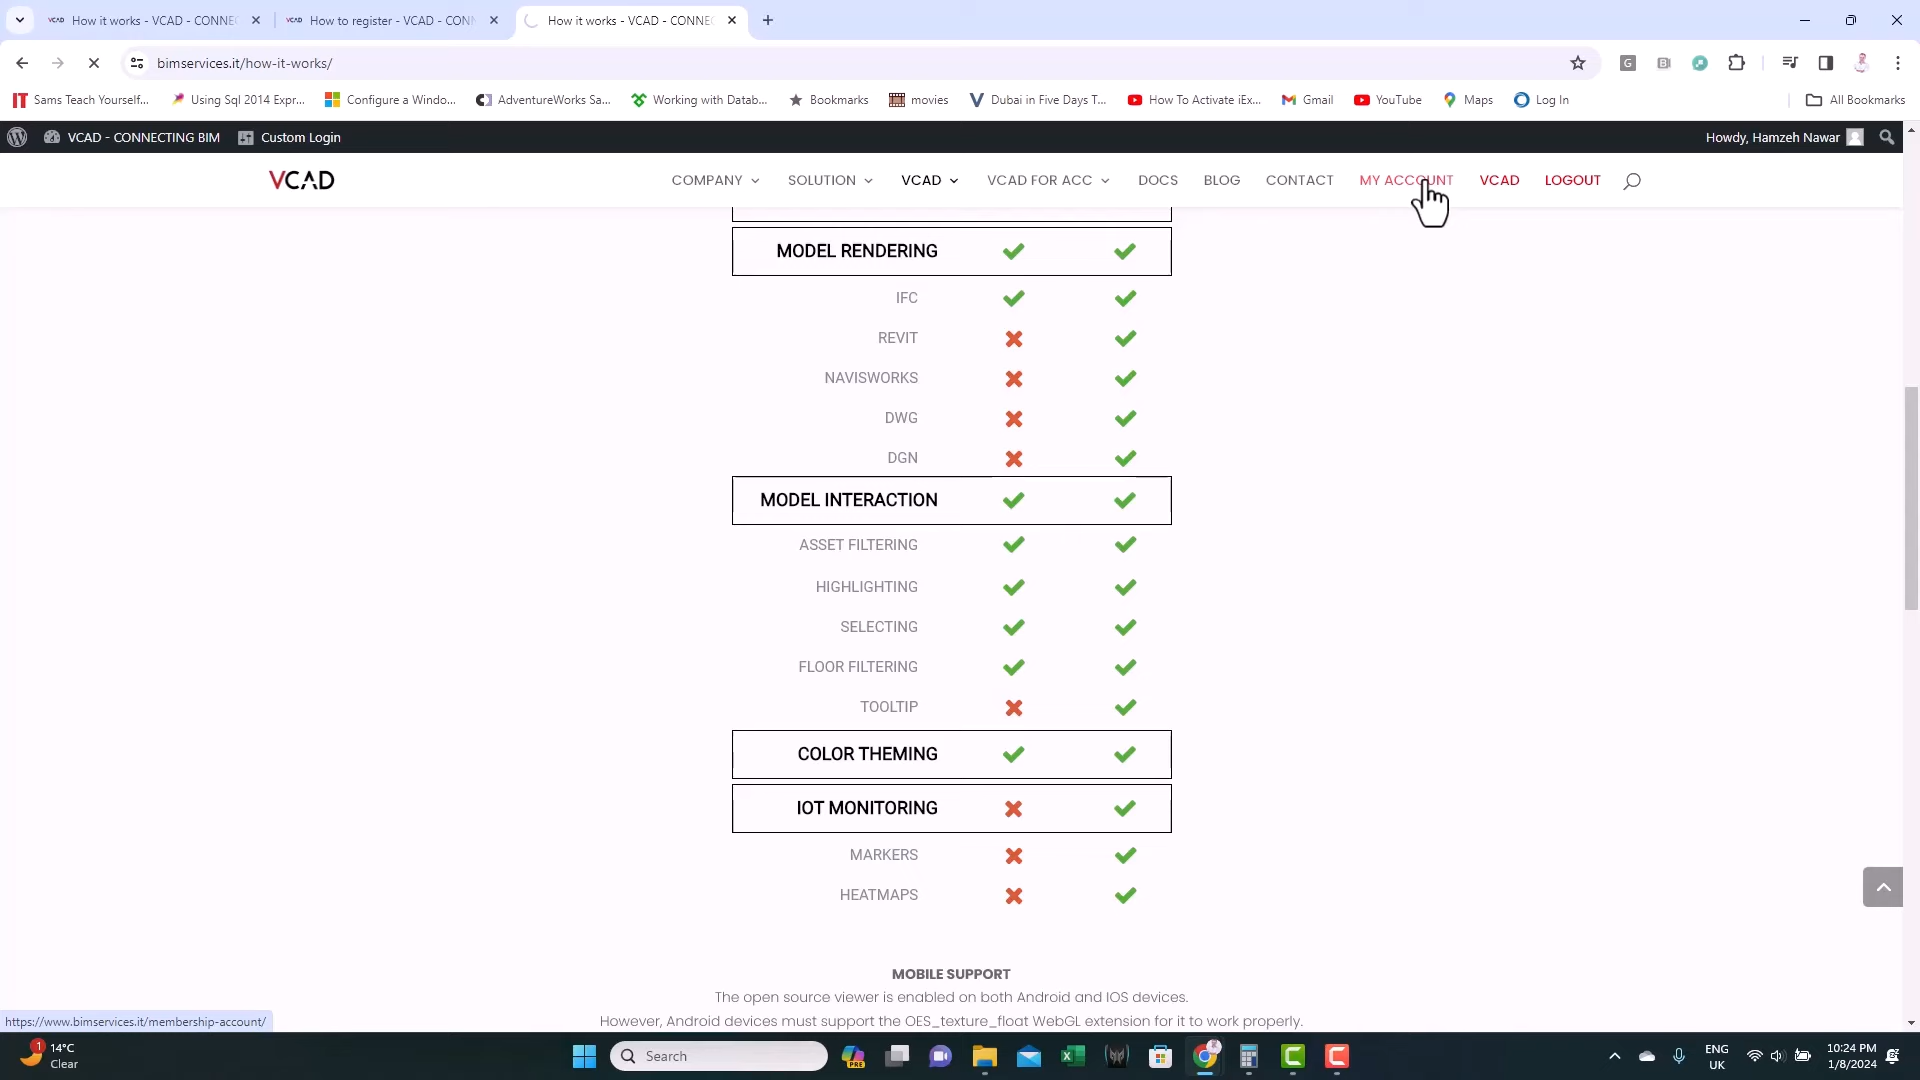 How it works - VCAD - CONNEC
How to register - VCAD - CONN
How it works - VCAD - CONNEC
bimservices.it/how-it-works/
Sams Teach Yourself...
Using Sql 2014 Expr...
Configure a Windo...
AdventureWorks Sa...
Working with Datab...
Bookmarks
movies
Dubai in Five Days T...
How To Activate iEx...
Gmail
YouTube
Maps
Log In
All Bookmarks
VCAD - CONNECTING BIM
Custom Login
Howdy, Hamzeh Nawar
VCAD
COMPANY
SOLUTION
VCAD
VCAD FOR ACC
DOCS
BLOG
CONTACT
MY ACCOUNT
VCAD
LOGOUT
MODEL RENDERING
IFC
REVIT
NAVISWORKS
DWG
DGN
MODEL INTERACTION
ASSET FILTERING
HIGHLIGHTING
SELECTING
FLOOR FILTERING
TOOLTIP
COLOR THEMING
IOT MONITORING
MARKERS
HEATMAPS
MOBILE SUPPORT
The open source viewer is enabled on both Android and IOS devices.
However, Android devices must support the OES_texture_float WebGL extension for it to work properly.
https://www.bimservices.it/membership-account/
1
14°C
Clear
Search
PRE
ENG
UK
10:24 PM
1/8/2024